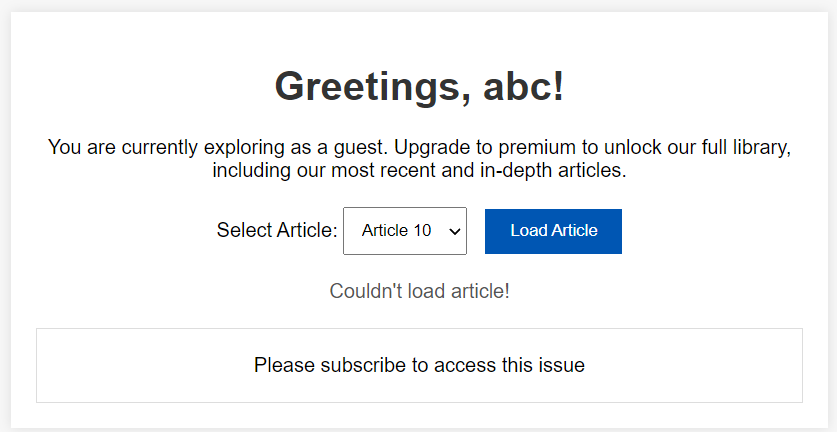 Greetings, abc!
You are currently exploring as a guest. Upgrade to premium to unlock our full library,
including our most recent and in-depth articles.
Select Article: Article 10 Load Article
Couldn't load article!
Please subscribe to access this issue